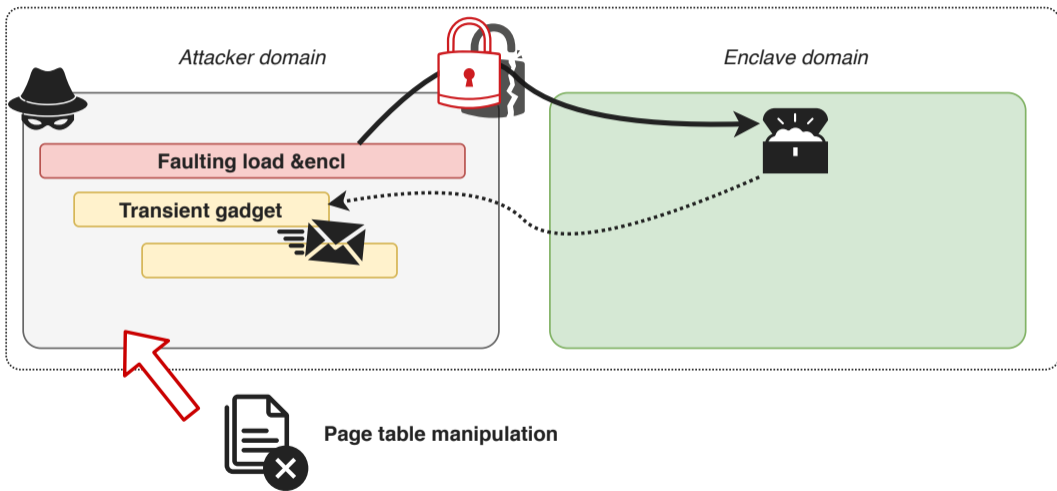 Attacker domain
Enclave domain
Faulting load &encl
Transient gadget
Page table manipulation